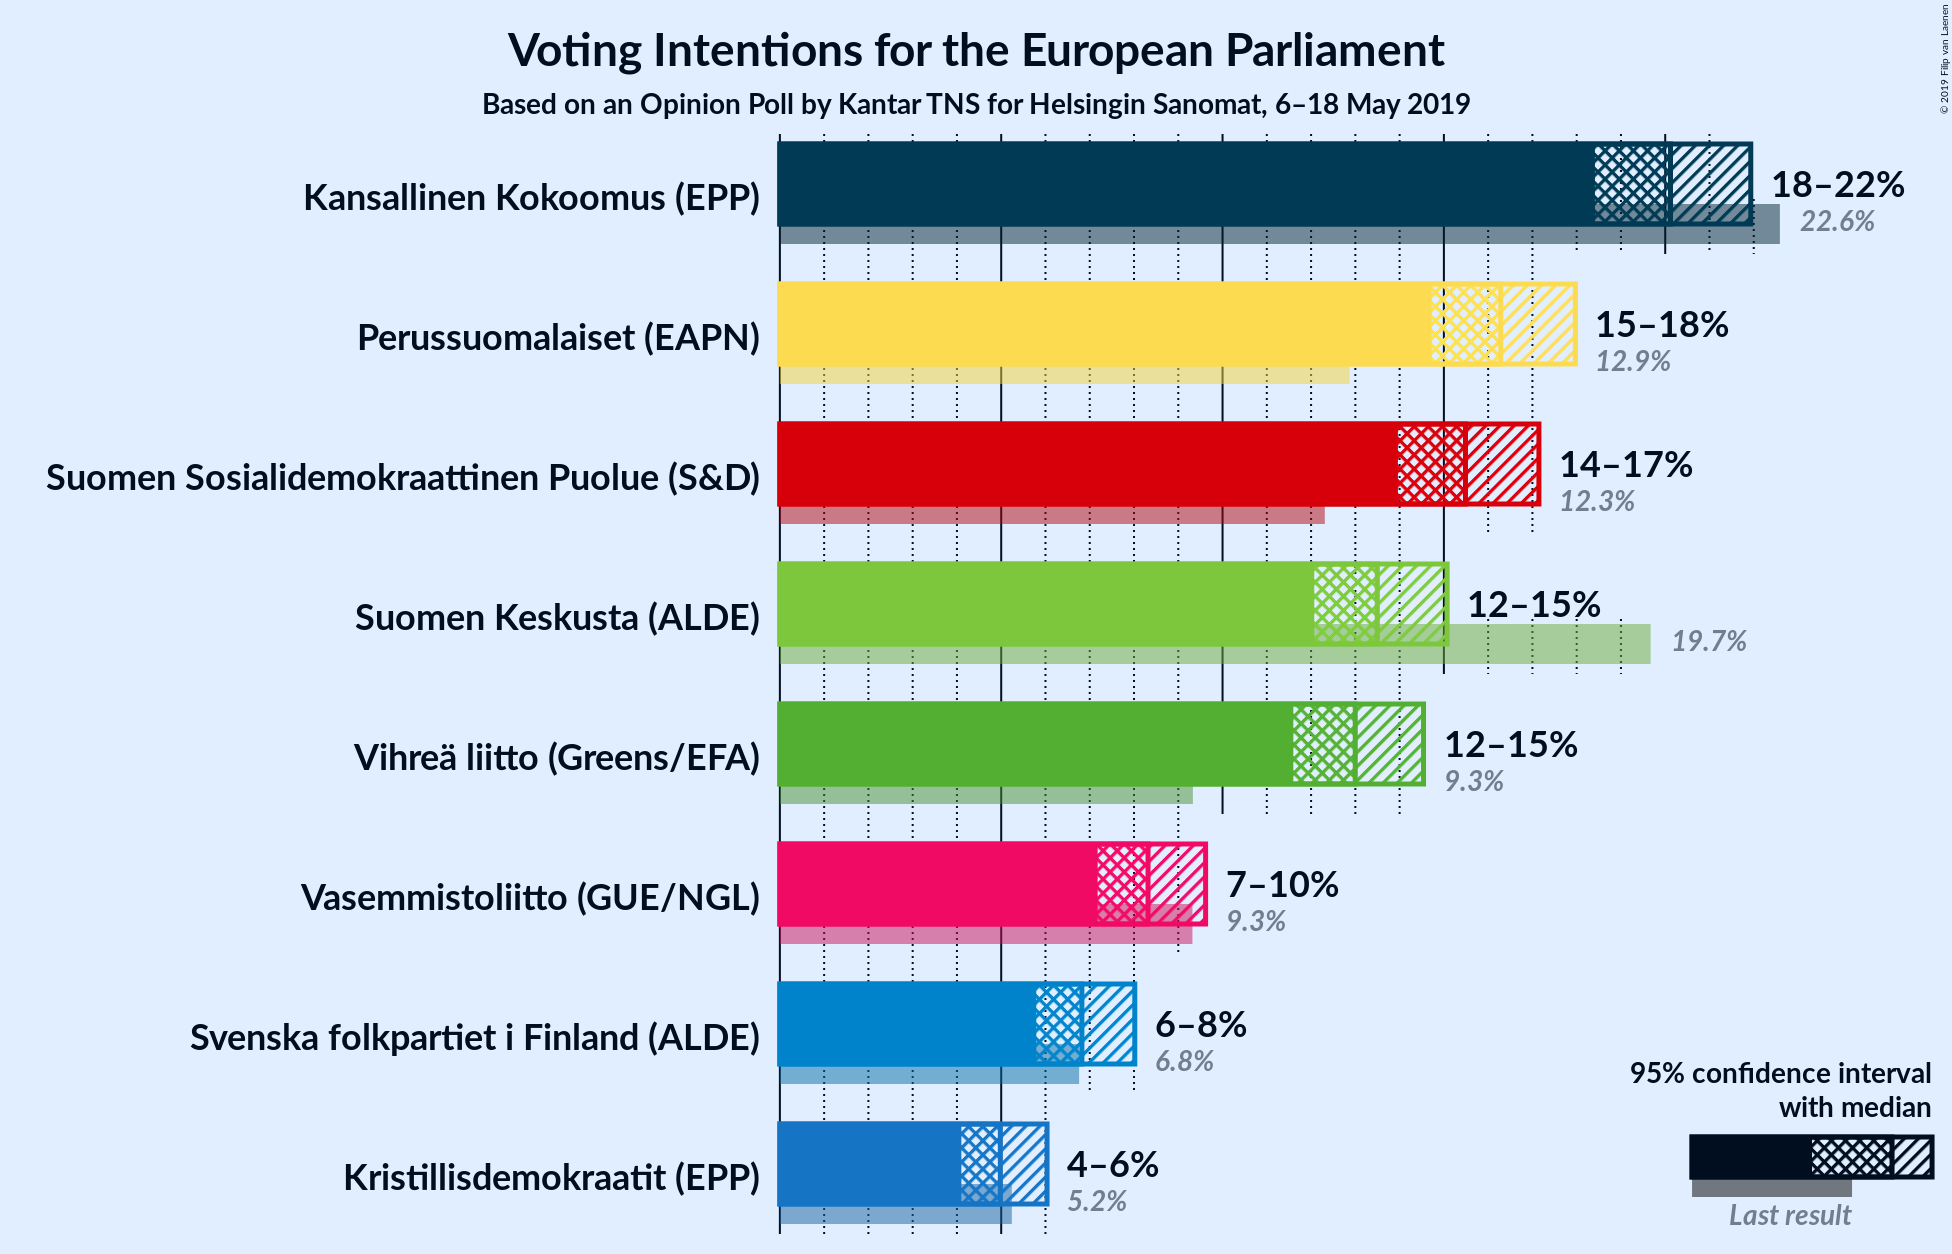 Voting Intentions for the European Parliament
Based on an Opinion Poll by Kantar TNS for Helsingin Sanomat, 6–18 May 2019
© 2019 Filip van Laenen
Kansallinen Kokoomus (EPP)
18–22%
22.6%
Perussuomalaiset (EAPN)
15–18%
12.9%
Suomen Sosialidemokraattinen Puolue (S&D)
14–17%
12.3%
Suomen Keskusta (ALDE)
12–15%
19.7%
Vihreä liitto (Greens/EFA)
12–15%
9.3%
Vasemmistoliitto (GUE/NGL)
7–10%
9.3%
Svenska folkpartiet i Finland (ALDE)
6–8%
6.8%
Kristillisdemokraatit (EPP)
4–6%
5.2%
95% confidence interval
with median
Last result